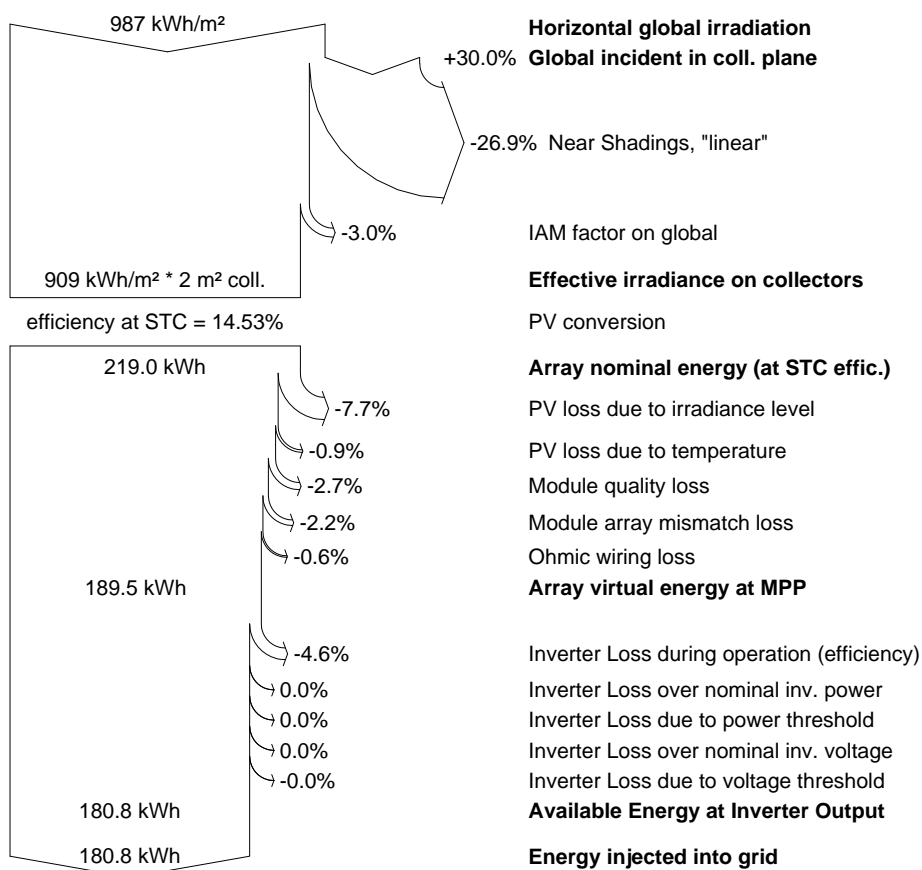 987 kWh/m² Horizontal global irradiation
+30.0% Global incident in coll. plane
-26.9% Near Shadings, "linear"
-3.0% IAM factor on global
909 kWh/m² * 2 m² coll. Effective irradiance on collectors
efficiency at STC = 14.53% PV conversion
219.0 kWh Array nominal energy (at STC effic.)
-7.7% PV loss due to irradiance level
-0.9% PV loss due to temperature
-2.7% Module quality loss
-2.2% Module array mismatch loss
-0.6% Ohmic wiring loss
189.5 kWh Array virtual energy at MPP
-4.6% Inverter Loss during operation (efficiency)
0.0% Inverter Loss over nominal inv. power
0.0% Inverter Loss due to power threshold
0.0% Inverter Loss over nominal inv. voltage
-0.0% Inverter Loss due to voltage threshold
180.8 kWh Available Energy at Inverter Output
180.8 kWh Energy injected into grid